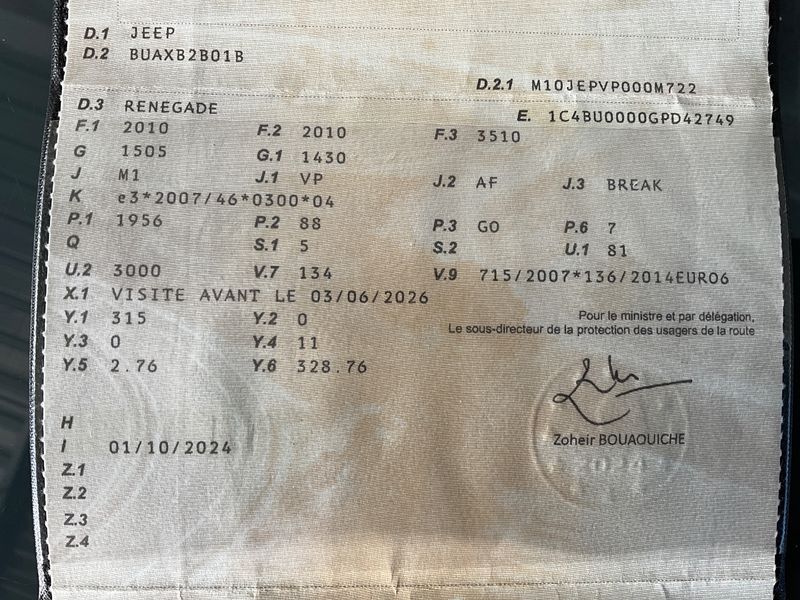 D.1 JEEP
D.2 BUAXB2B01B
D.2.1 M10JEPVP000M722
D.3 RENEGADE
E. 1C4BU0000GPD42749
F.1 2010 F.2 2010 F.3 3510
G 1505 G.1 1430
J M1 J.1 VP J.2 AF J.3 BREAK
K e3*2007/46*0300*04
P.1 1956 P.2 88 P.3 GO P.6 7
Q S.1 5 S.2 U.1 81
U.2 3000 V.7 134 V.9 715/2007*136/2014EURO6
X.1 VISITE AVANT LE 03/06/2026
Y.1 315 Y.2 0
Y.3 0 Y.4 11
Y.5 2.76 Y.6 328.76
Pour le ministre et par délégation,
Le sous-directeur de la protection des usagers de la route
Zoheir BOUAOUICHE
H
I 01/10/2024
Z.1
Z.2
Z.3
Z.4